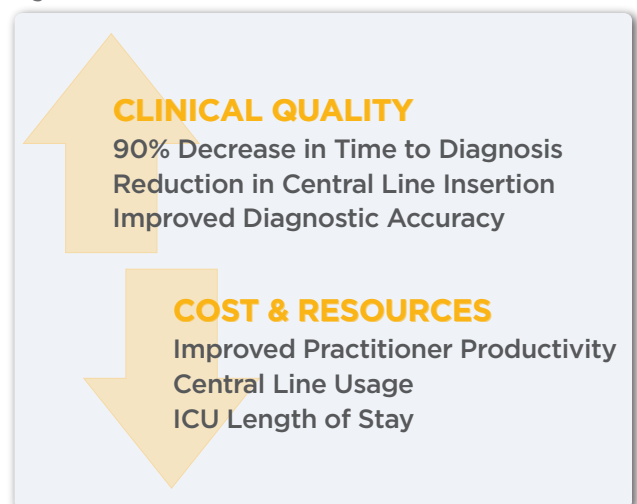 CLINICAL QUALITY
90% Decrease in Time to Diagnosis
Reduction in Central Line Insertion
Improved Diagnostic Accuracy
COST & RESOURCES
Improved Practitioner Productivity
Central Line Usage
ICU Length of Stay